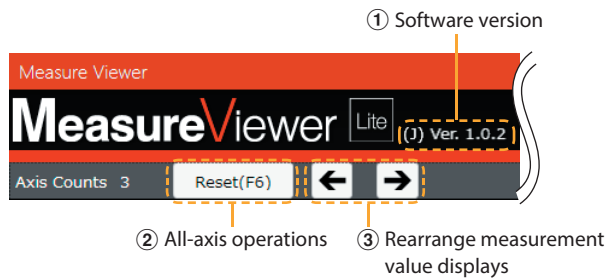 ① Software version
Measure Viewer
MeasureViewer Lite (J) Ver. 1.0.2
Axis Counts 3 Reset(F6) ← →
② All-axis operations
③ Rearrange measurement
value displays